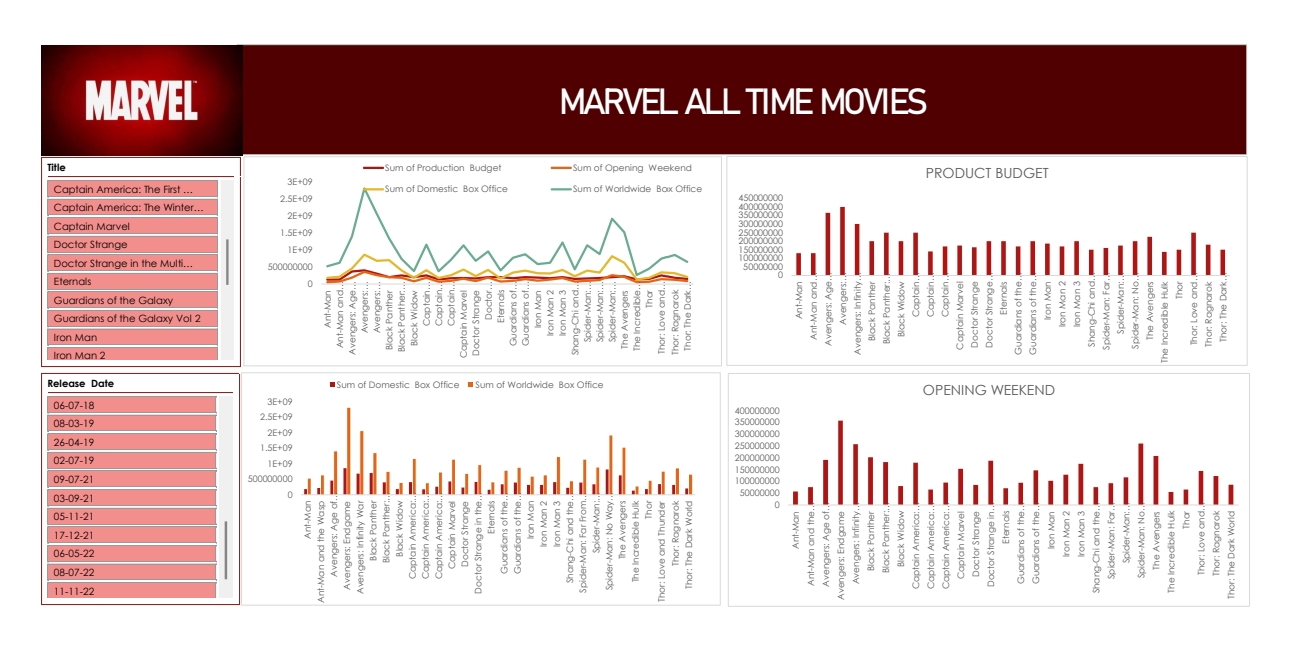 MARVEL
MARVEL ALL TIME MOVIES
Title
Captain America: The First ...
Captain America: The Winter...
Captain Marvel
Doctor Strange
Doctor Strange in the Multi...
Eternals
Guardians of the Galaxy
Guardians of the Galaxy Vol 2
Iron Man
Iron Man 2
Sum of Production Budget
Sum of Opening Weekend
Sum of Domestic Box Office
Sum of Worldwide Box Office
3E+09
2.5E+09
2E+09
1.5E+09
1E+09
500000000
0
Ant-Man
Ant-Man and...
Avengers: Age...
Avengers:...
Avengers:...
Black Panther
Black Panther:...
Black Widow
Captain...
Captain...
Captain...
Captain Marvel
Doctor Strange
Doctor...
Eternals
Guardians of...
Guardians of...
Iron Man
Iron Man 2
Iron Man 3
Shang-Chi and...
Spider-Man:...
Spider-Man:...
Spider-Man:...
The Avengers
The Incredible...
Thor
Thor: Love and...
Thor: Ragnarok
Thor: The Dark...
PRODUCT BUDGET
450000000
400000000
350000000
300000000
250000000
200000000
150000000
100000000
50000000
0
Ant-Man
Ant-Man and...
Avengers: Age...
Avengers:...
Avengers: Infinity...
Black Panther
Black Panther:...
Black Widow
Captain...
Captain...
Captain...
Captain Marvel
Doctor Strange
Doctor Strange...
Eternals
Guardians of the...
Guardians of the...
Iron Man
Iron Man 2
Iron Man 3
Shang-Chi and...
Spider-Man: Far...
Spider-Man:...
Spider-Man: No...
The Avengers
The Incredible Hulk
Thor
Thor: Love and...
Thor: Ragnarok
Thor: The Dark...
Release Date
06-07-18
08-03-19
26-04-19
02-07-19
09-07-21
03-09-21
05-11-21
17-12-21
06-05-22
08-07-22
11-11-22
Sum of Domestic Box Office
Sum of Worldwide Box Office
3E+09
2.5E+09
2E+09
1.5E+09
1E+09
500000000
0
Ant-Man
Ant-Man and the Wasp
Avengers: Age of...
Avengers: Endgame
Avengers: Infinity War
Black Panther
Black Panther:...
Black Widow
Captain America:...
Captain America:...
Captain America:...
Captain Marvel
Doctor Strange
Doctor Strange in the...
Eternals
Guardians of the...
Guardians of the...
Iron Man
Iron Man 2
Iron Man 3
Shang-Chi and the...
Spider-Man: Far From...
Spider-Man:...
Spider-Man: No Way...
The Avengers
The Incredible Hulk
Thor
Thor: Love and Thunder
Thor: Ragnarok
Thor: The Dark World
OPENING WEEKEND
400000000
350000000
300000000
250000000
200000000
150000000
100000000
50000000
0
Ant-Man
Ant-Man and the...
Avengers: Age of...
Avengers: Endgame
Avengers: Infinity...
Black Panther
Black Panther:...
Black Widow
Captain America:...
Captain America:...
Captain America:...
Captain Marvel
Doctor Strange
Doctor Strange in...
Eternals
Guardians of the...
Guardians of the...
Iron Man
Iron Man 2
Iron Man 3
Shang-Chi and the...
Spider-Man: Far...
Spider-Man:...
Spider-Man: No...
The Avengers
The Incredible Hulk
Thor
Thor: Love and...
Thor: Ragnarok
Thor: The Dark World